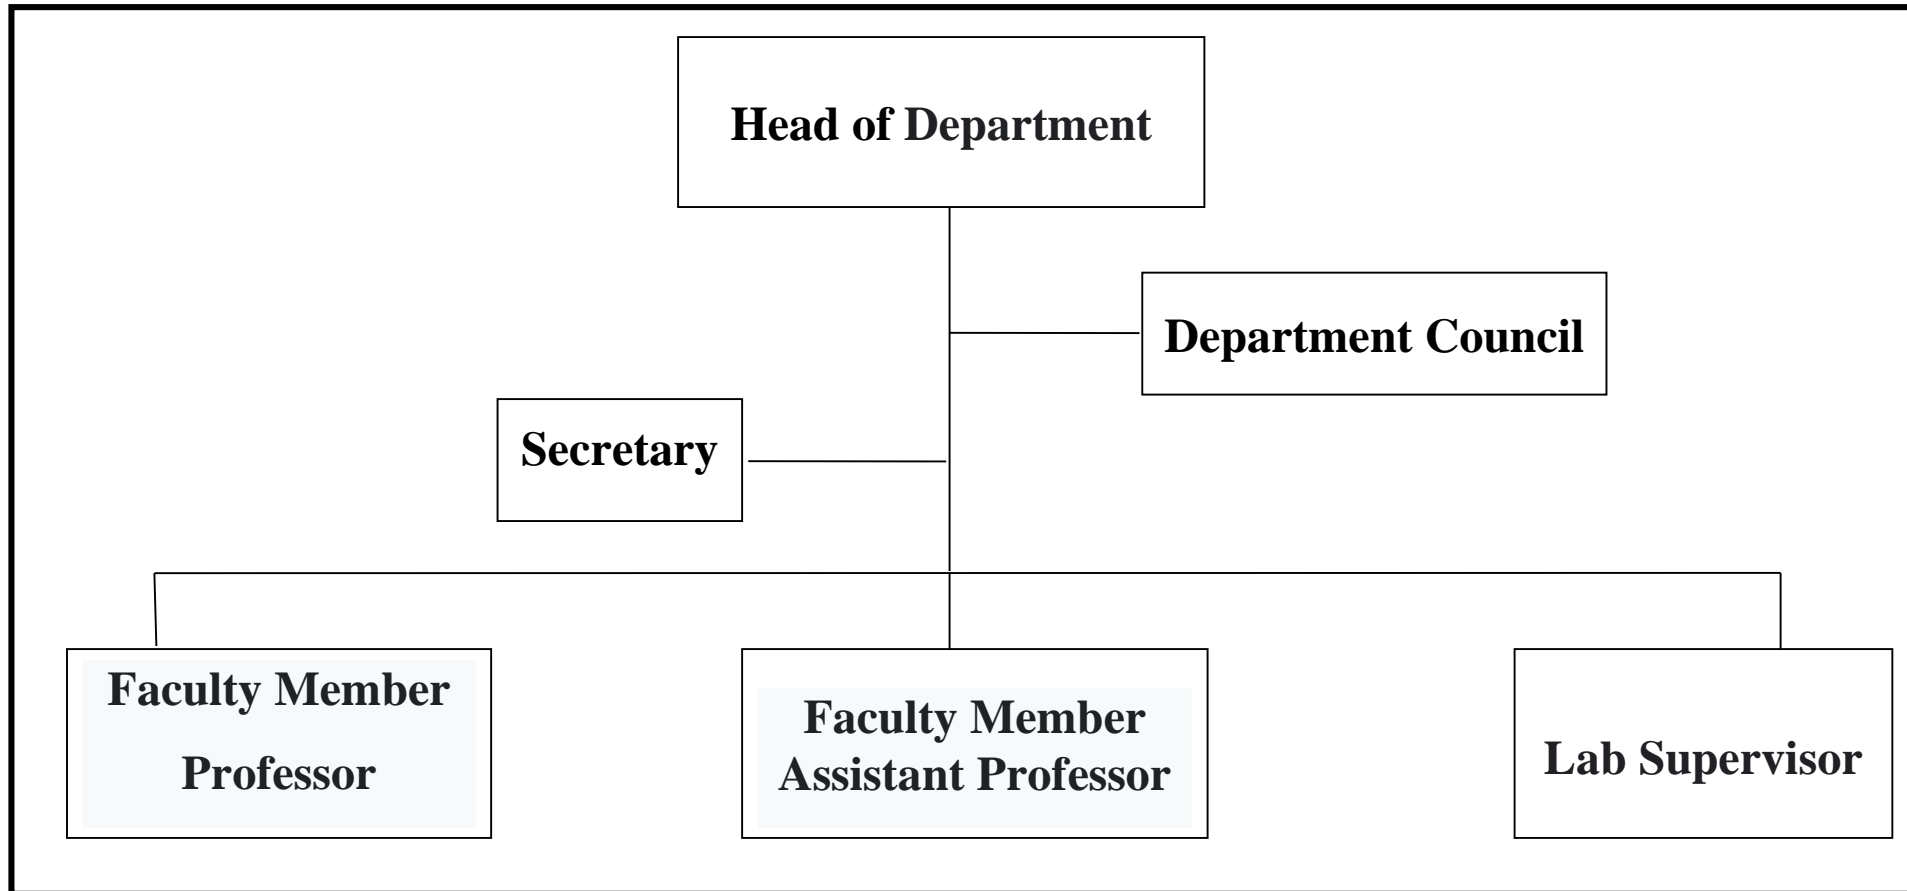 Head of Department
Department Council
Secretary
Faculty Member
Professor
Faculty Member
Assistant Professor
Lab Supervisor